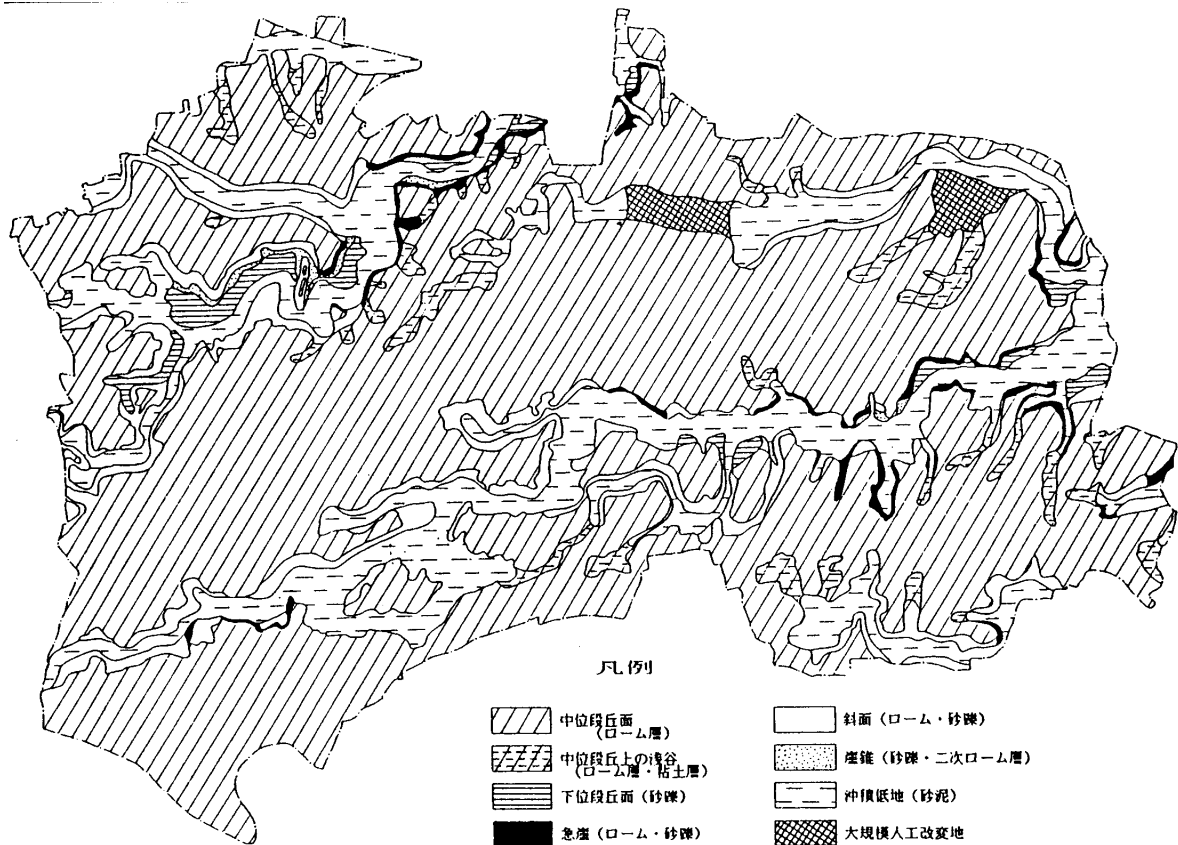 凡例
中位段丘面
(ローム層)
中位段丘上の浅谷
(ローム層・粘土層)
下位段丘面(砂礫)
急崖(ローム・砂礫)
斜面(ローム・砂礫)
崖錐(砂礫・二次ローム層)
沖積低地(砂泥)
大規模人工改変地